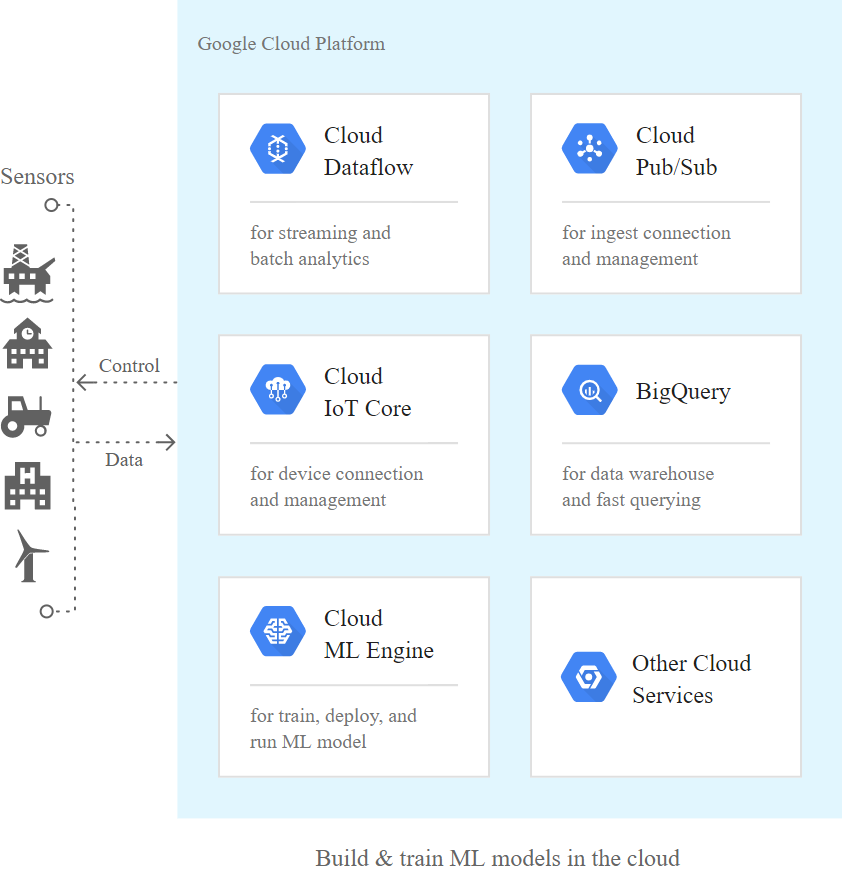 Google Cloud Platform
Sensors
Control
Data
Cloud
Dataflow
for streaming and
batch analytics
Cloud
Pub/Sub
for ingest connection
and management
Cloud
IoT Core
for device connection
and management
BigQuery
for data warehouse
and fast querying
Cloud
ML Engine
for train, deploy, and
run ML model
Other Cloud
Services
Build & train ML models in the cloud